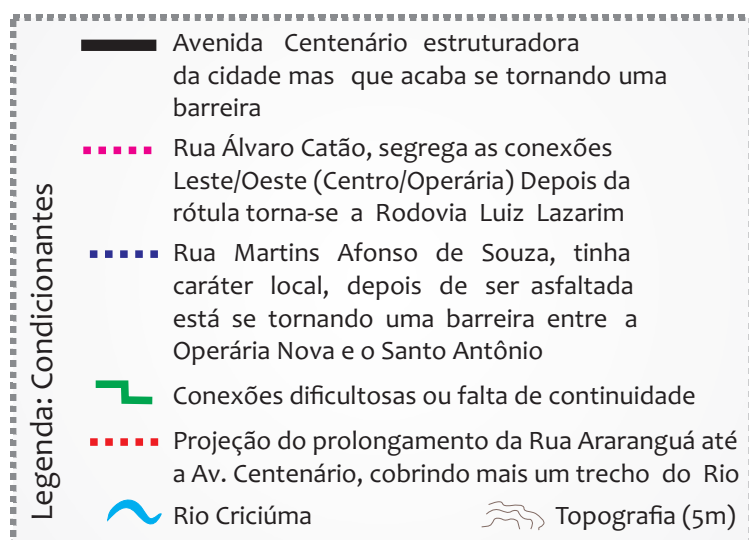 Legenda: Condicionantes
Avenida Centenário estruturadora
da cidade mas que acaba se tornando uma
barreira
Rua Álvaro Catão, segrega as conexões
Leste/Oeste (Centro/Operária) Depois da
rótula torna-se a Rodovia Luiz Lazarim
Rua Martins Afonso de Souza, tinha
caráter local, depois de ser asfaltada
está se tornando uma barreira entre a
Operária Nova e o Santo Antônio
Conexões dificultosas ou falta de continuidade
Projeção do prolongamento da Rua Araranguá até
a Av. Centenário, cobrindo mais um trecho do Rio
Rio Criciúma Topografia (5m)